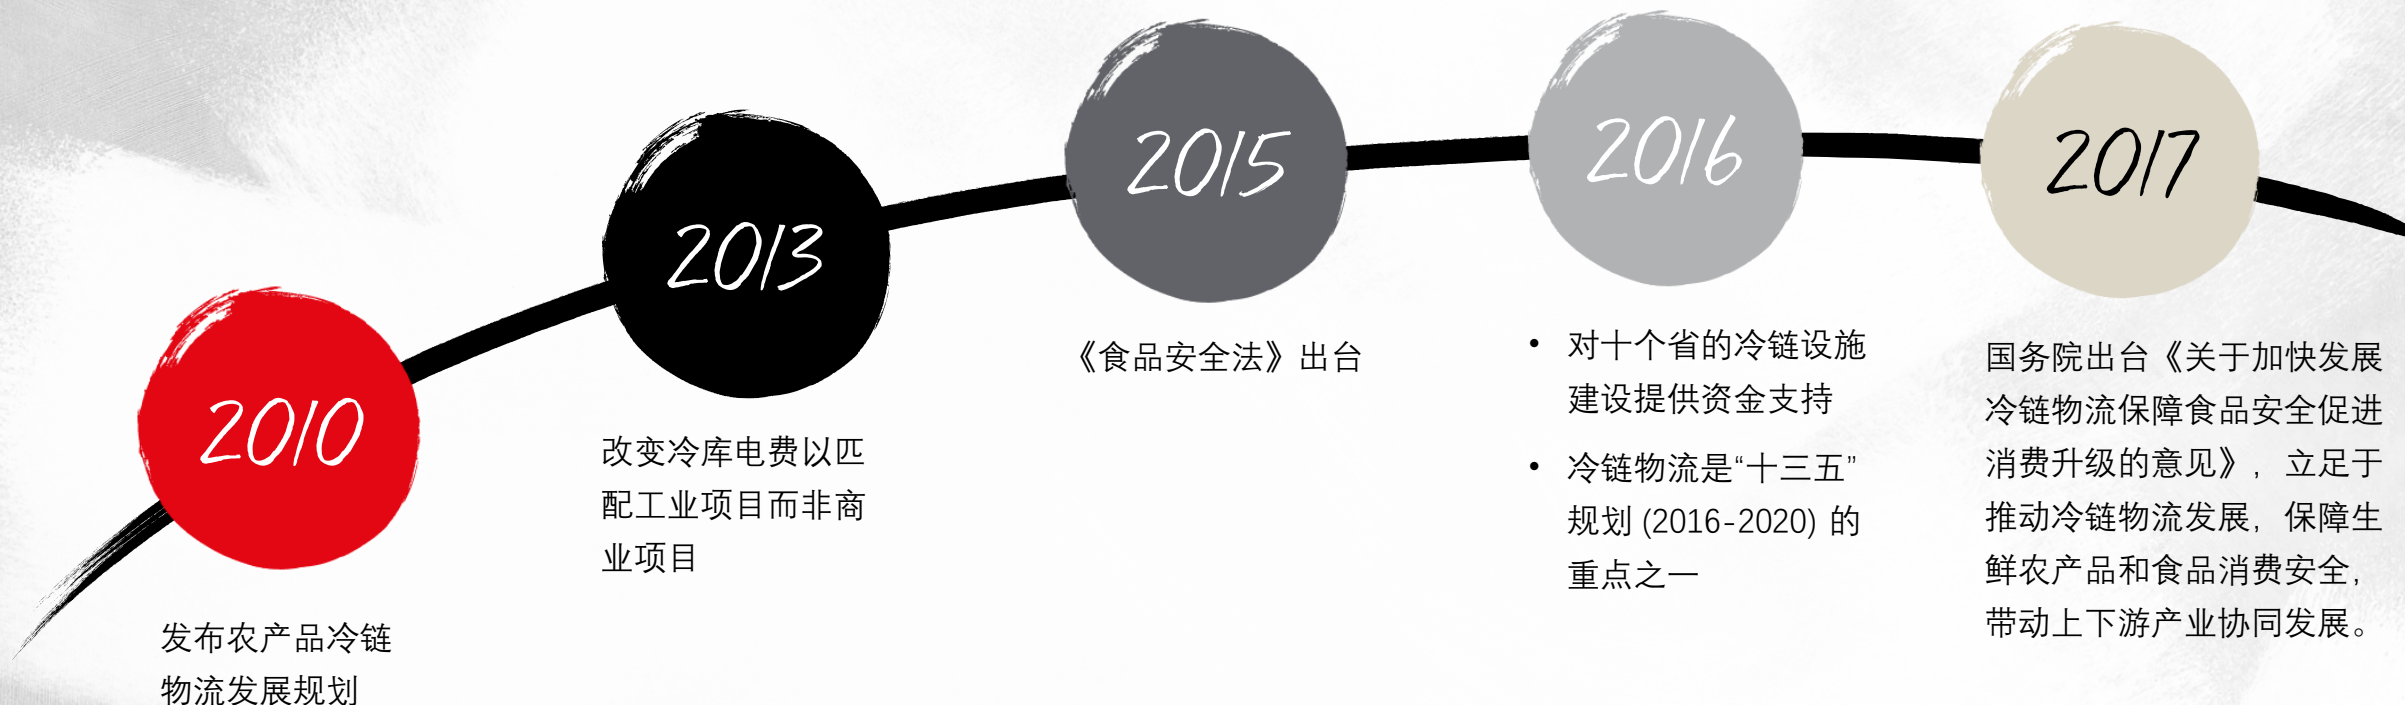 2010
发布农产品冷链
物流发展规划
2013
改变冷库电费以匹
配工业项目而非商
业项目
2015
《食品安全法》出台
2016
• 对十个省的冷链设施
建设提供资金支持
• 冷链物流是“十三五”
规划 (2016-2020) 的
重点之一
2017
国务院出台《关于加快发展
冷链物流保障食品安全促进
消费升级的意见》，立足于
推动冷链物流发展，保障生
鲜农产品和食品消费安全，
带动上下游产业协同发展。